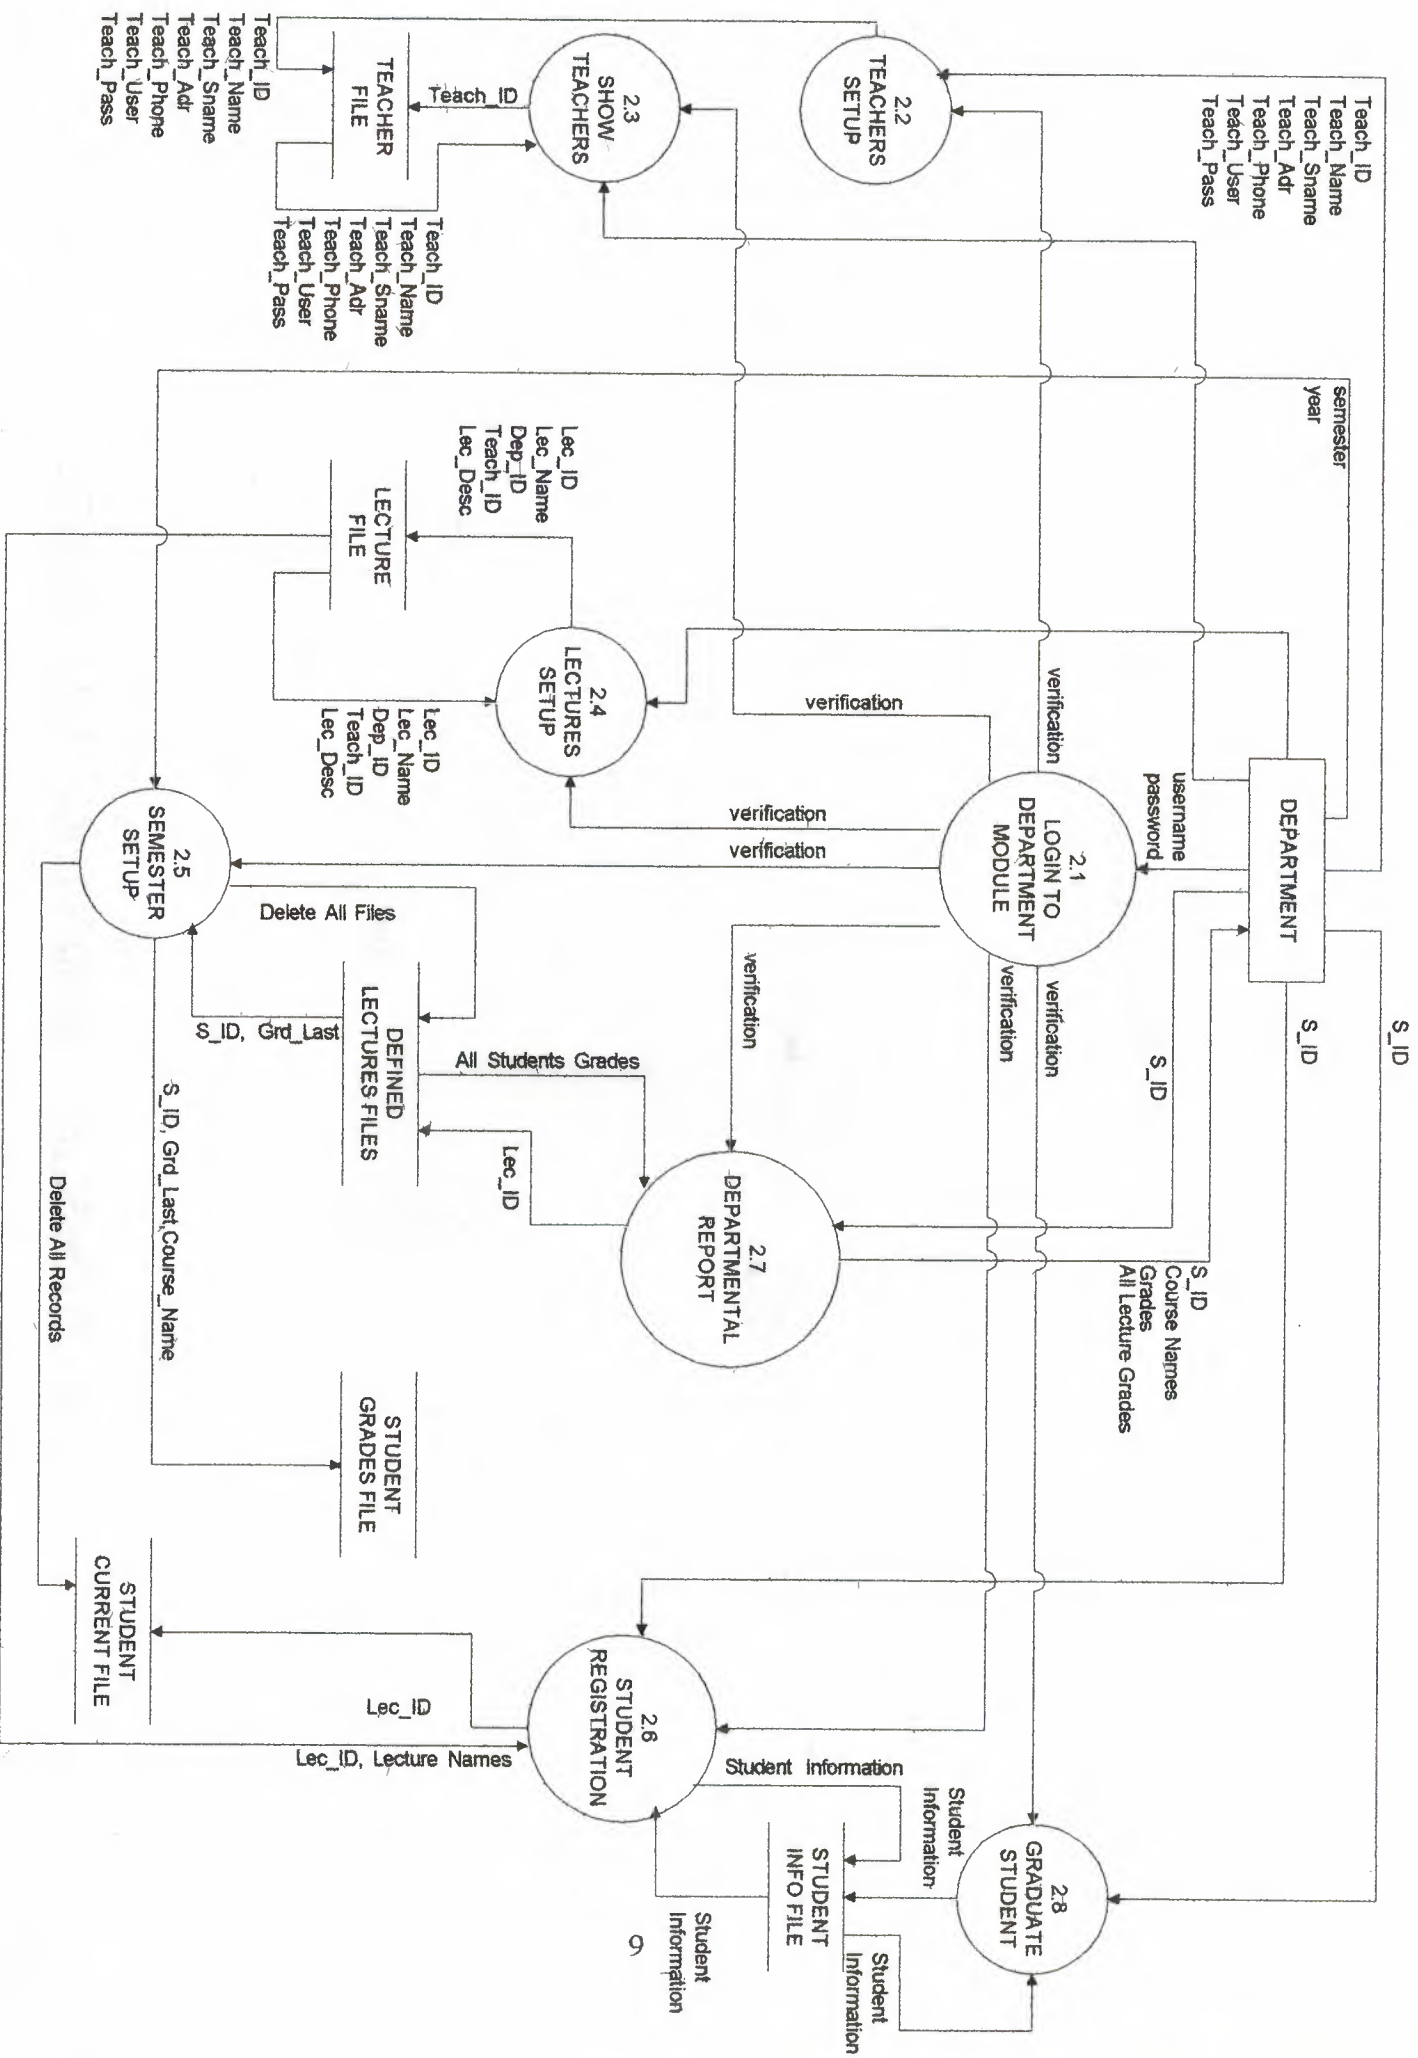 Teach_ID
Teach_Name
Teach_Sname
Teach_Adr
Teach_Phone
Teach_User
Teach_Pass
semester
year
DEPARTMENT
S_ID
S_ID
S_ID
username
password
2.2
TEACHERS
SETUP
verification
2.1
LOGIN TO
DEPARTMENT
MODULE
verification
verification
S_ID
Course Names
Grades
All Lecture Grades
2.8
GRADUATE
STUDENT
verification
verification
verification
verification
2.3
SHOW
TEACHERS
Teach_ID
TEACHER
FILE
Teach_ID
Teach_Name
Teach_Sname
Teach_Adr
Teach_Phone
Teach_User
Teach_Pass
Teach_ID
Teach_Name
Teach_Sname
Teach_Adr
Teach_Phone
Teach_User
Teach_Pass
2.4
LECTURES
SETUP
Lec_ID
Lec_Name
Dep_ID
Teach_ID
Lec_Desc
LECTURE
FILE
Lec_ID
Lec_Name
Dep_ID
Teach_ID
Lec_Desc
2.7
DEPARTMENTAL
REPORT
All Students Grades
Lec_ID
DEFINED
LECTURES FILES
Delete All Files
S_ID, Grd_Last
2.5
SEMESTER
SETUP
S_ID, Grd_Last,Course_Name
Delete All Records
STUDENT
GRADES FILE
STUDENT
CURRENT FILE
2.6
STUDENT
REGISTRATION
Lec_ID
Lec_ID, Lecture Names
Student Information
Student
Information
STUDENT
INFO FILE
Student
Information
Student
Information
9